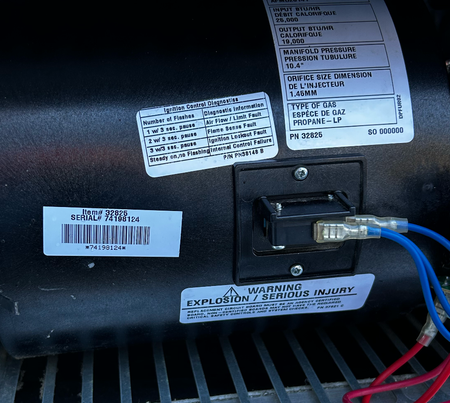 INPUT BTU/HR
DÉBIT CALORIFIQUE
25,000
OUTPUT BTU/HR
CALORIFIQUE
19,000
MANIFOLD PRESSURE
PRESSION TUBULURE
10.4"
ORIFICE SIZE DIMENSION
DE L'INJECTEUR
1.45MM
TYPE OF GAS
ESPÈCE DE GAZ
PROPANE - LP
PN 32825 SO 000000
Ignition Control Diagnostics
Number of Flashes Diagnostic Information
1 w/ 3 sec. pause Air Flow / Limit Fault
2 w/ 3 sec. pause Flame Sense Fault
3 w/3 sec. pause Ignition Lockout Fault
Steady on,no Flashing Internal Control Failure
Item# 32825
SERIAL# 74198124
*74198124*
WARNING
EXPLOSION / SERIOUS INJURY